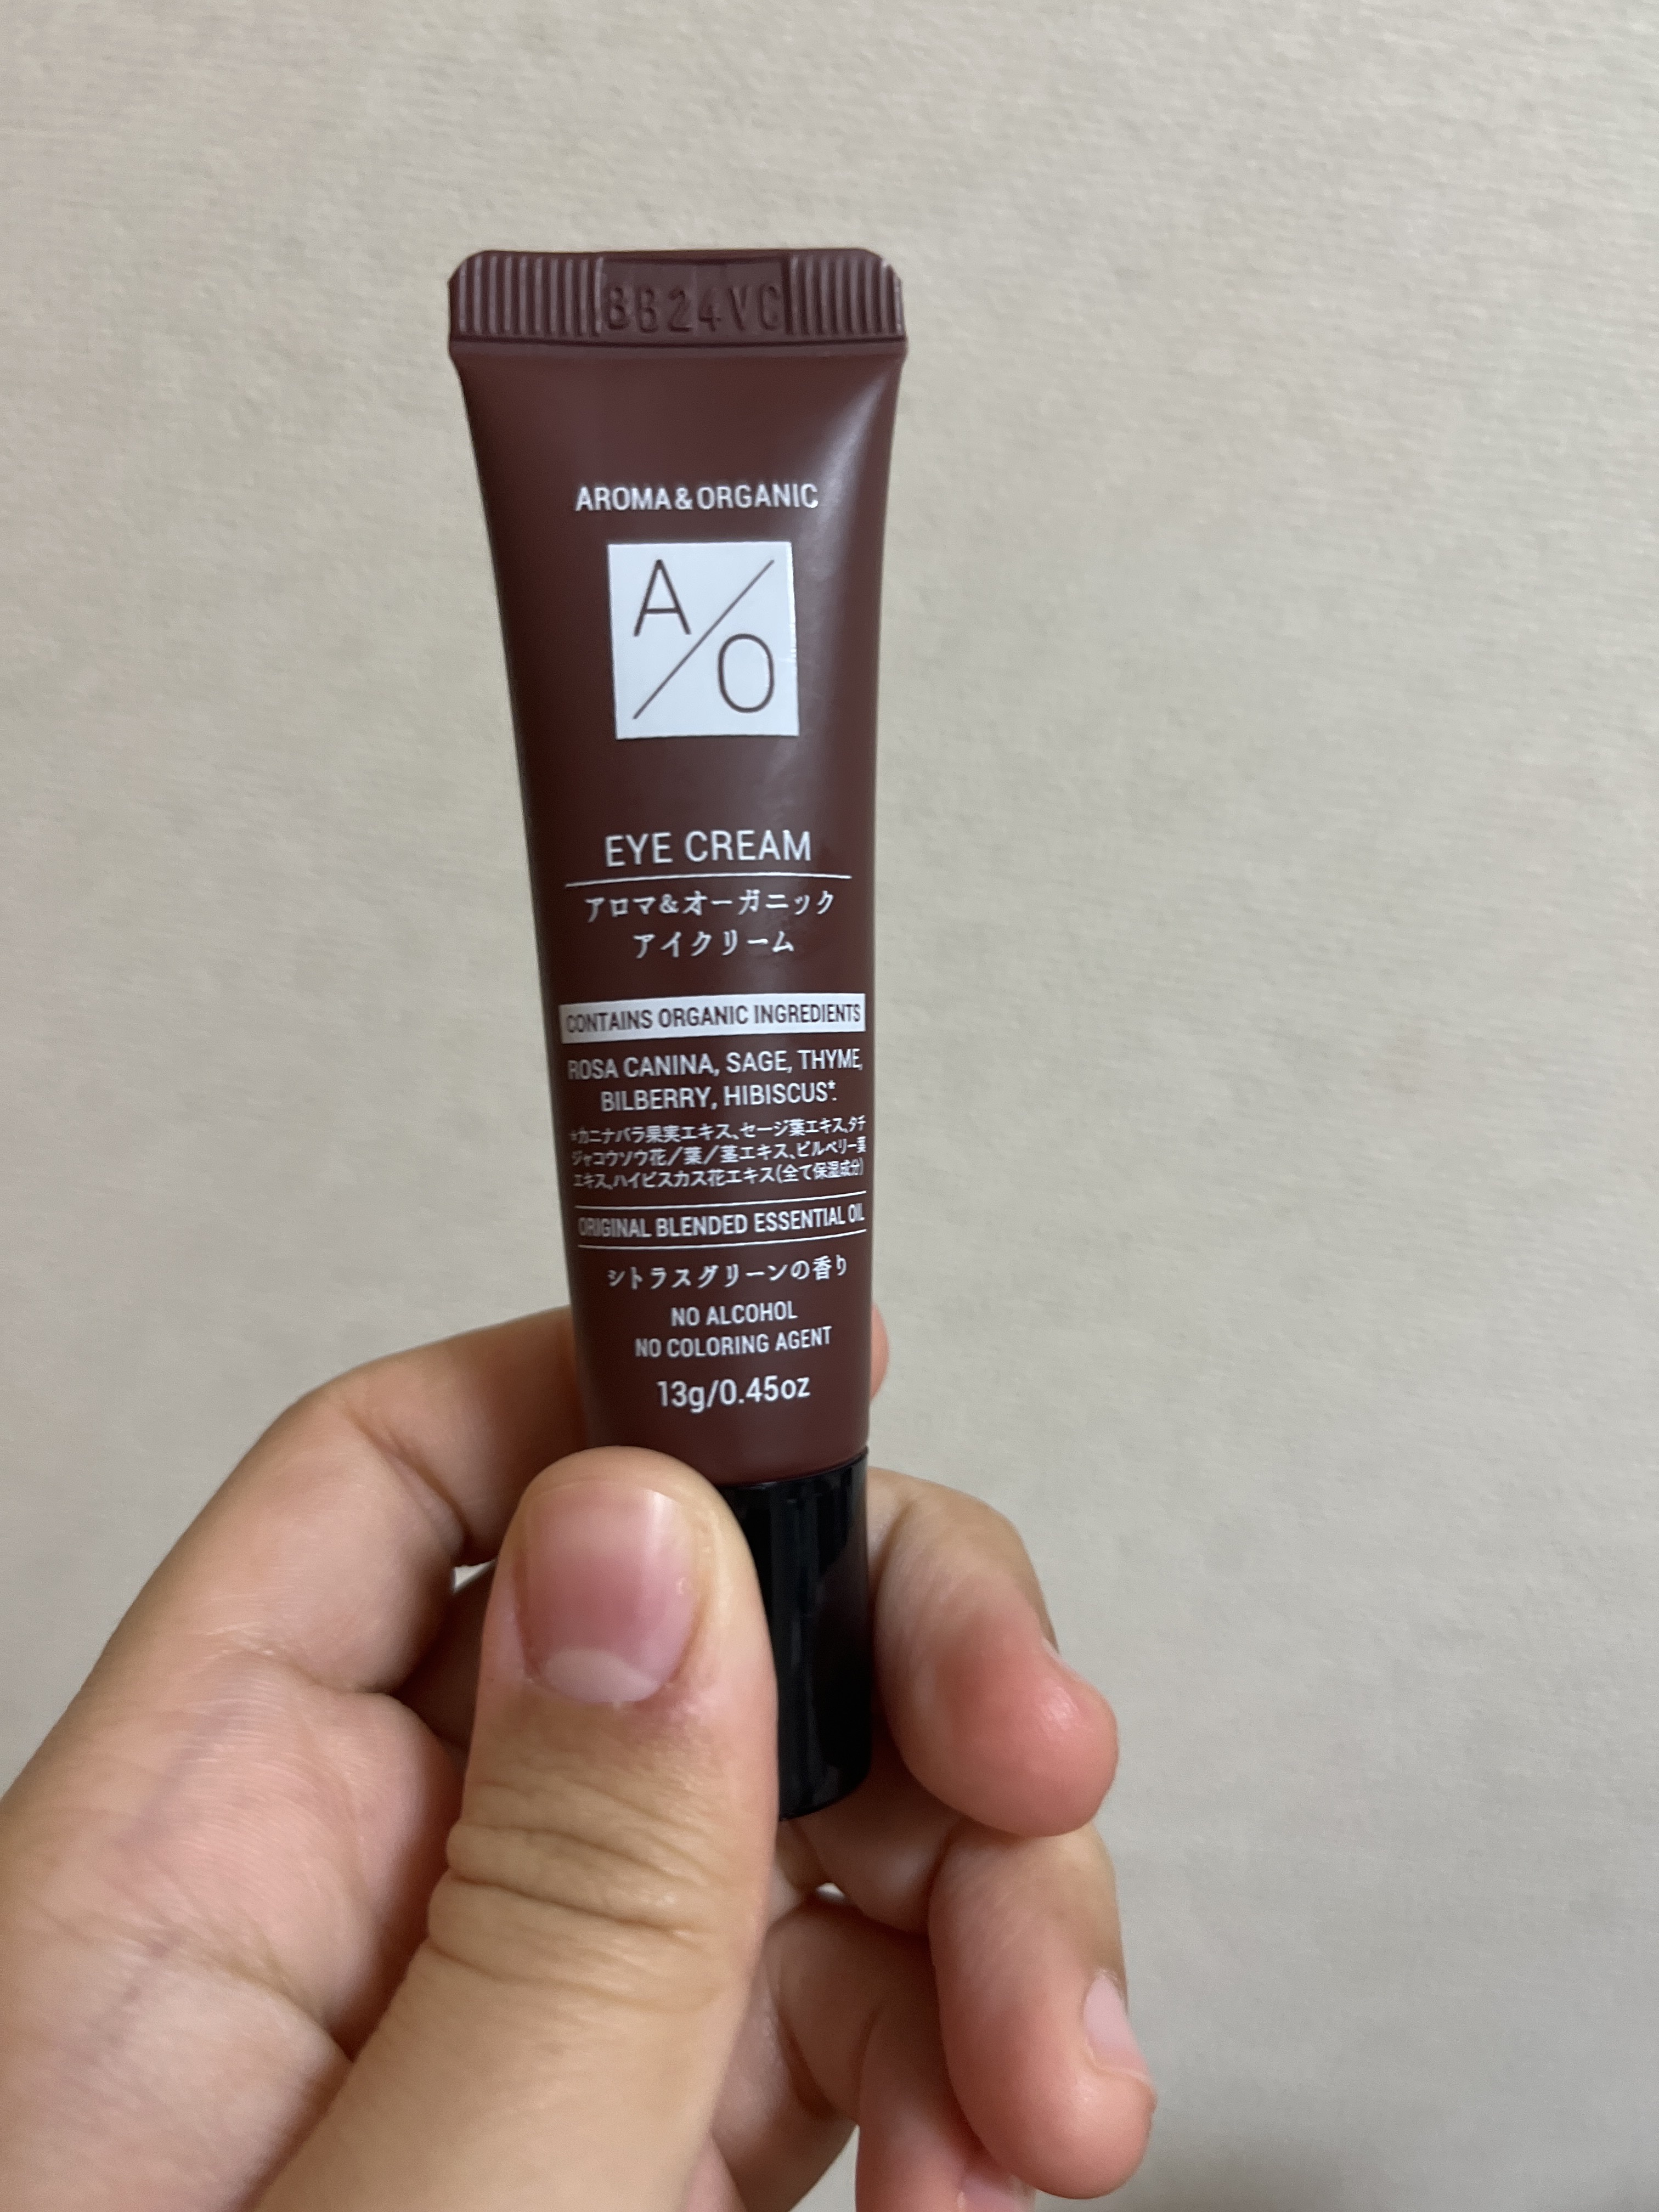 BB24VC
AROMA&ORGANIC
A/O
EYE CREAM
アロマ&オーガニック
アイクリーム
CONTAINS ORGANIC INGREDIENTS
ROSA CANINA, SAGE, THYME,
BILBERRY, HIBISCUS*.
*カニナバラ果実エキス、セージ葉エキス、タチ
ジャコウソウ花/葉/茎エキス、ビルベリー葉
エキス、ハイビスカス花エキス(全て保湿成分)
ORIGINAL BLENDED ESSENTIAL OIL
シトラスグリーンの香り
NO ALCOHOL
NO COLORING AGENT
13g/0.45oz